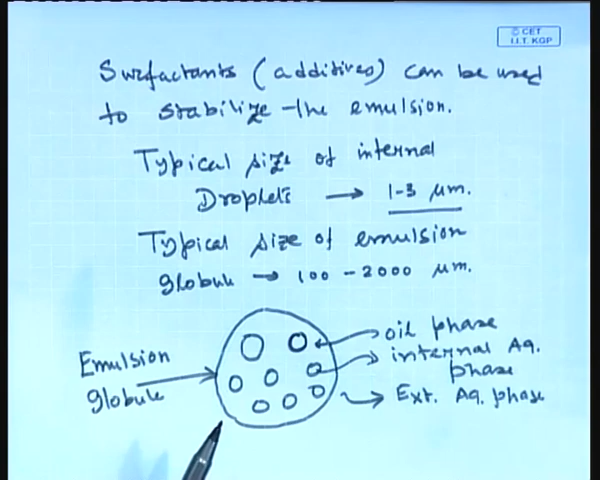 © CET
I.I.T. KGP
Surfactants (additives) can be used
to stabilize the emulsion.
Typical size of internal
Droplets → 1-3 μm.
Typical size of emulsion
globule → 100 - 2000 μm.
Emulsion
globule
oil phase
internal Aq.
phase
Ext. Aq. phase